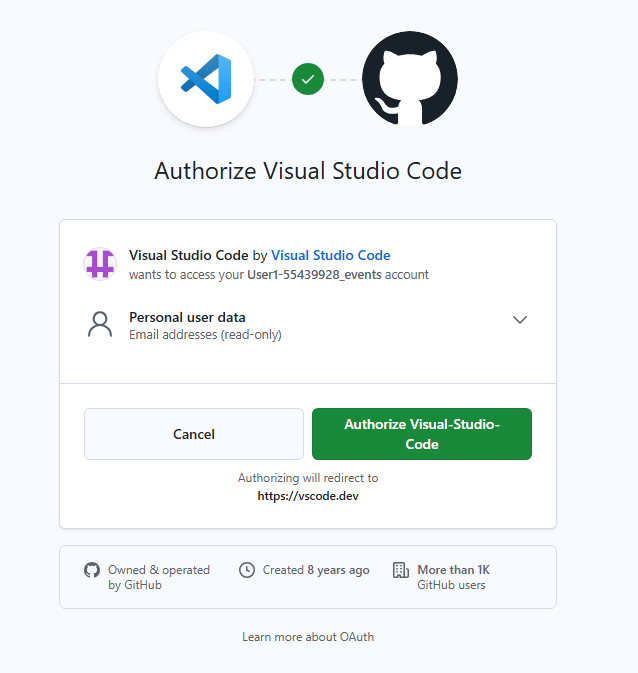 Authorize Visual Studio Code
Visual Studio Code by Visual Studio Code
wants to access your User1-55439928_events account
Personal user data
Email addresses (read-only)
Cancel
Authorize Visual-Studio-
Code
Authorizing will redirect to
https://vscode.dev
Owned & operated
by GitHub
Created 8 years ago
More than 1K
GitHub users
Learn more about OAuth